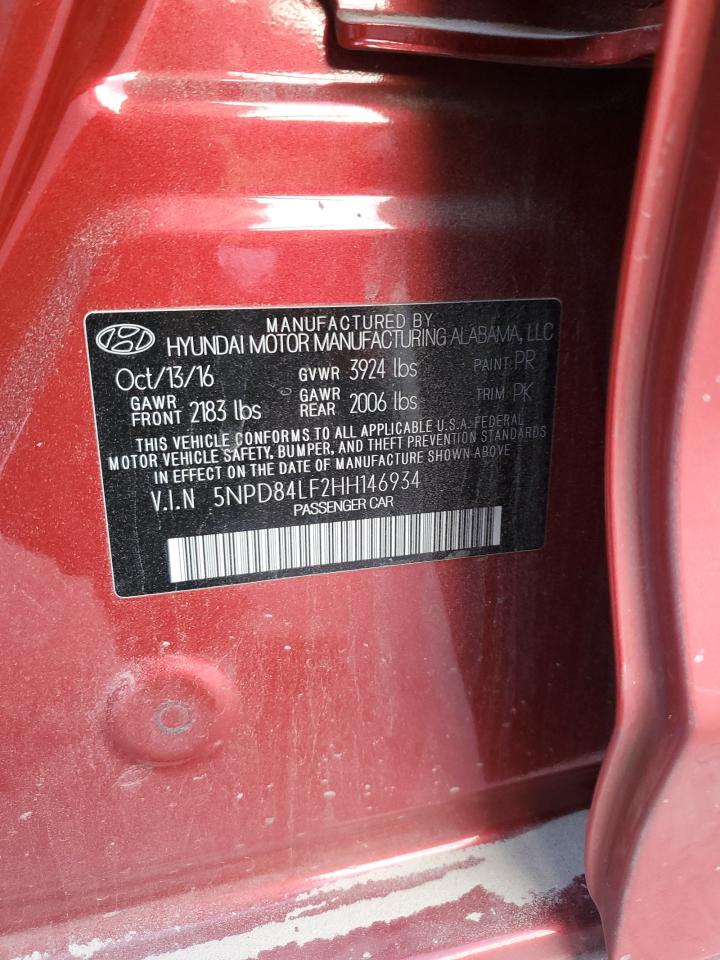 MANUFACTURED BY
HYUNDAI MOTOR MANUFACTURING ALABAMA, LLC
Oct/13/16 GVWR 3924 lbs PAINT: PR
GAWR FRONT 2183 lbs GAWR REAR 2006 lbs TRIM: PK
THIS VEHICLE CONFORMS TO ALL APPLICABLE U.S.A. FEDERAL
MOTOR VEHICLE SAFETY, BUMPER, AND THEFT PREVENTION STANDARDS
IN EFFECT ON THE DATE OF MANUFACTURE SHOWN ABOVE.
V.I.N 5NPD84LF2HH146934
PASSENGER CAR